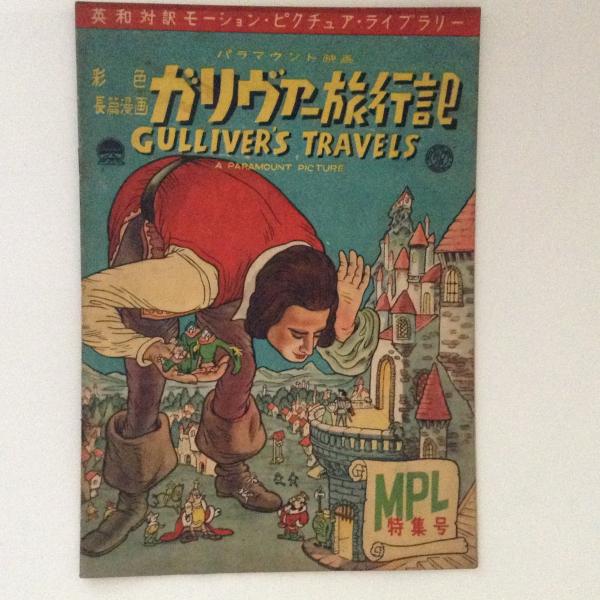 英和対訳モーション・ピクチュア・ライブラリー
パラマウント映画
彩色
長篇漫画
ガリヴァー旅行記
GULLIVER'S TRAVELS
A PARAMOUNT PICTURE
MPL
特集号